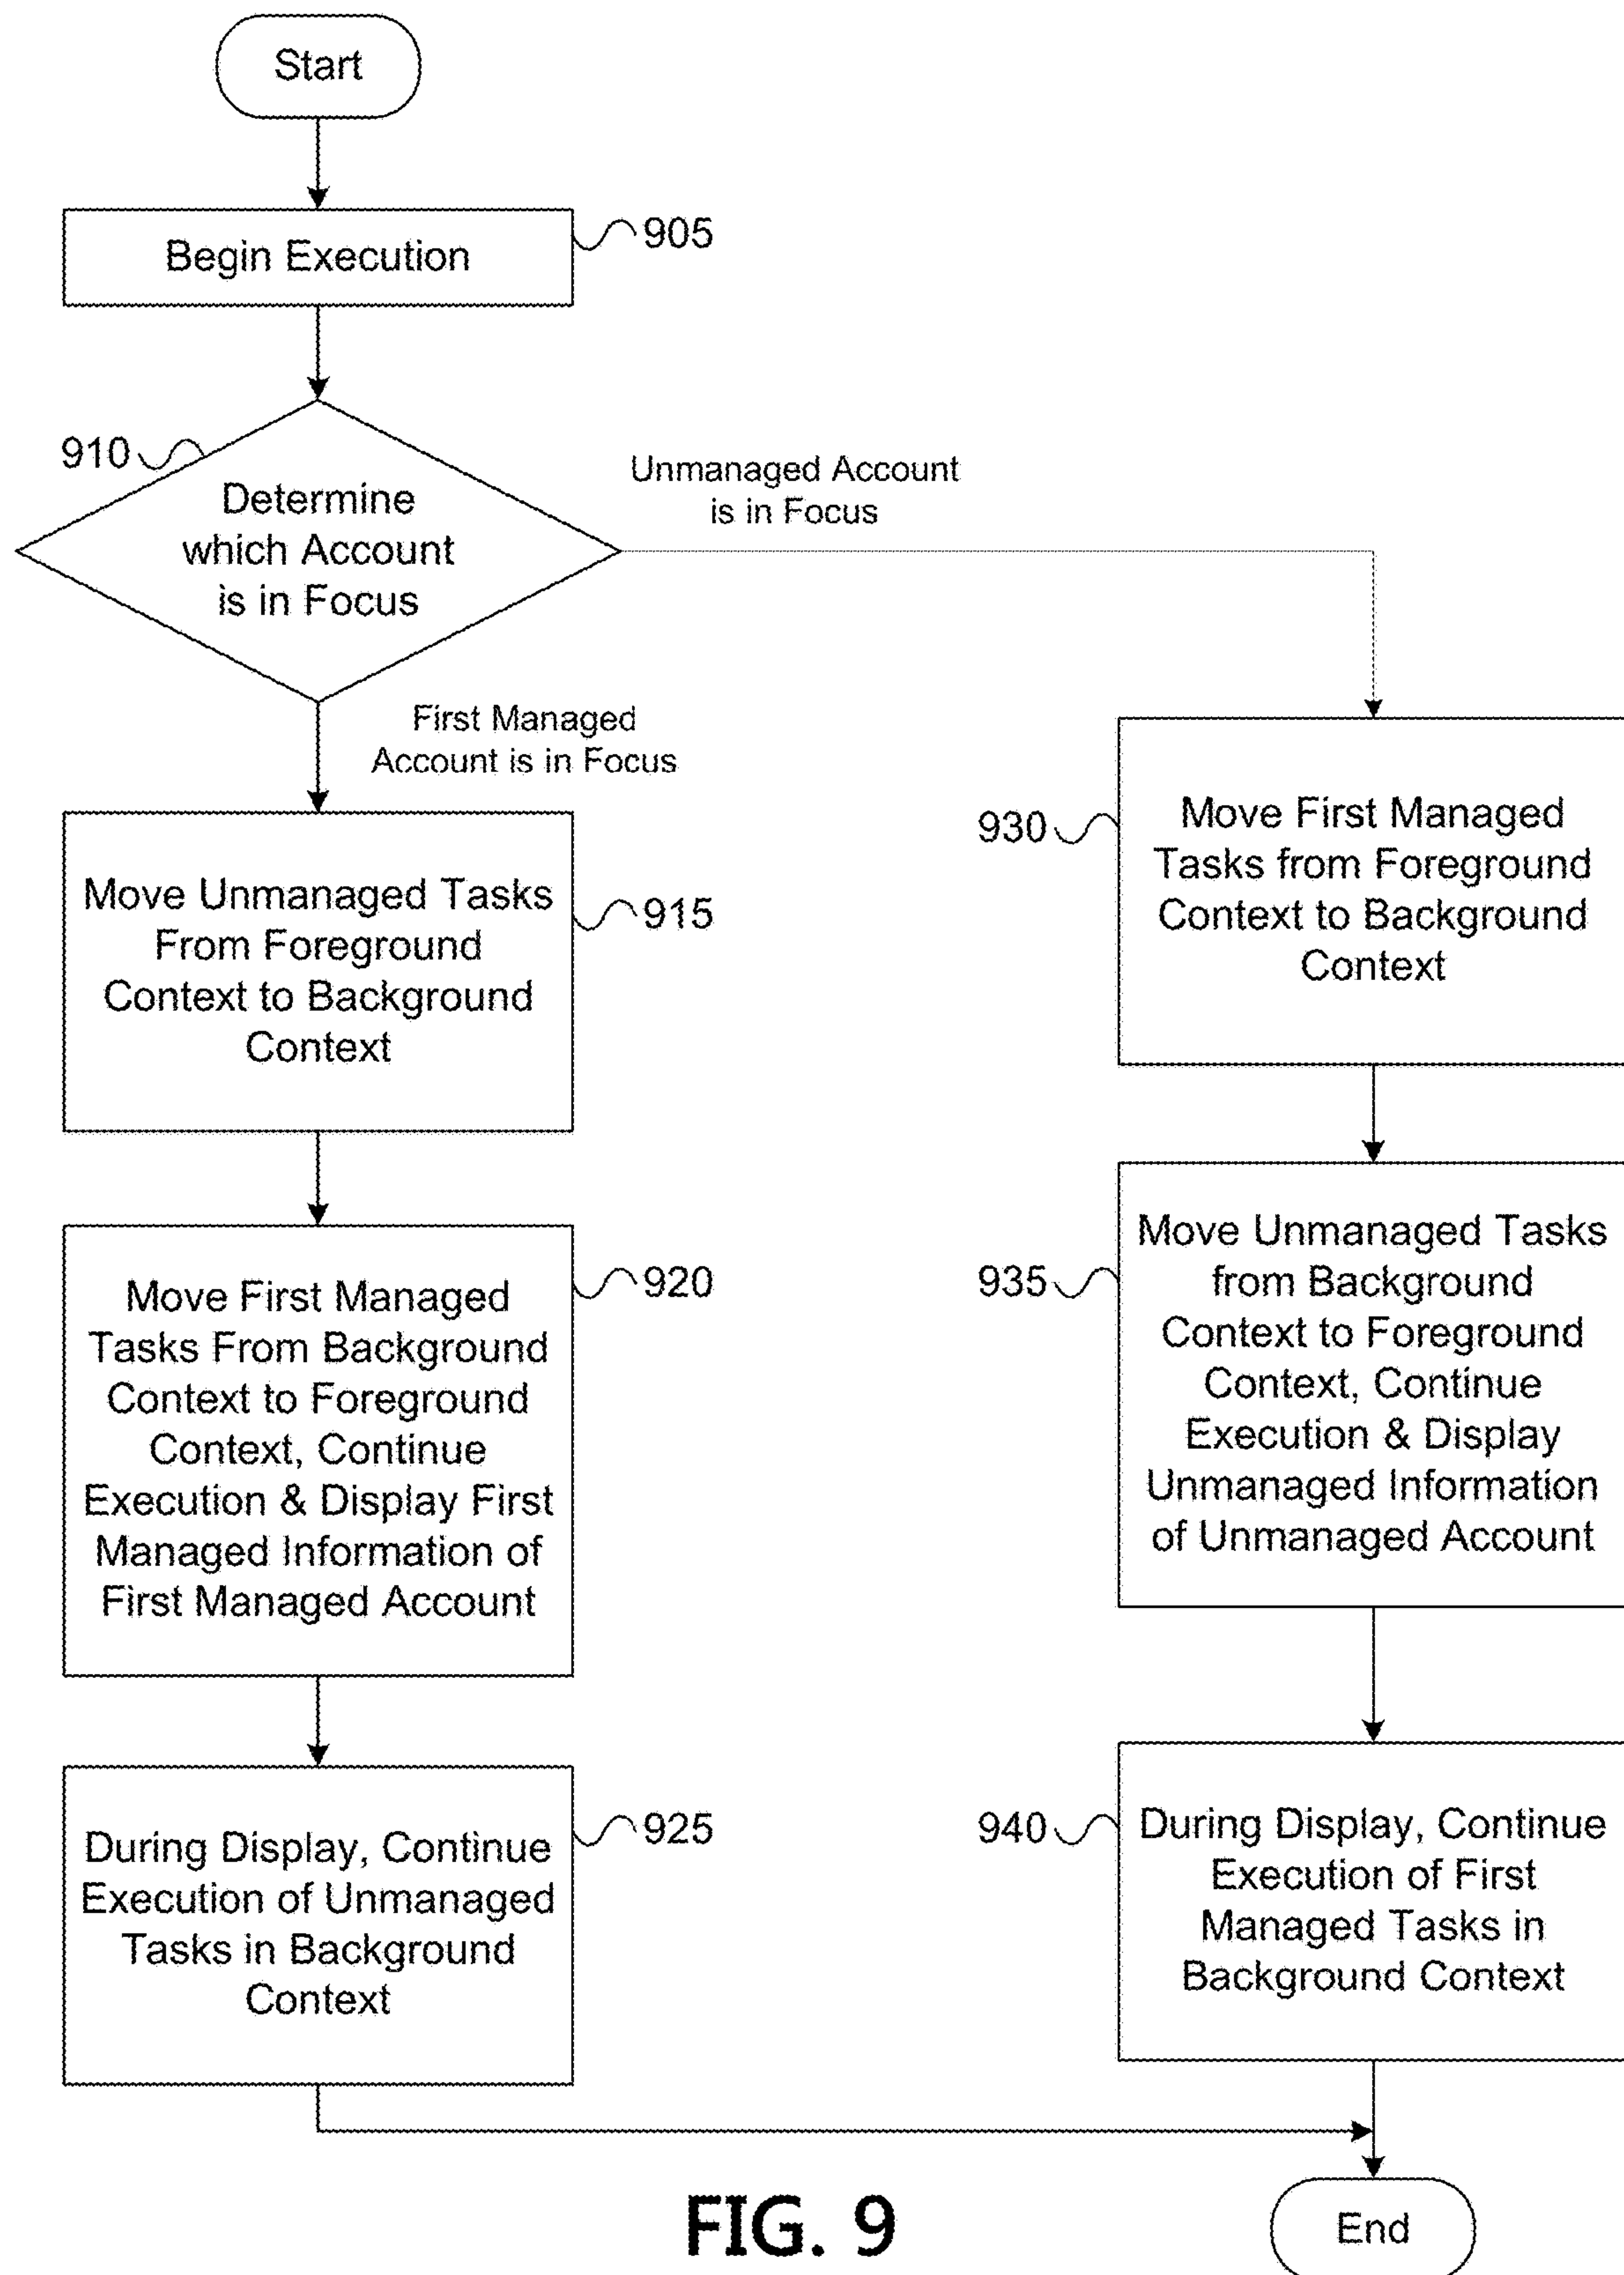 Start
Begin Execution
905
910
Determine
which Account
is in Focus
Unmanaged Account
is in Focus
First Managed
Account is in Focus
Move Unmanaged Tasks
From Foreground
Context to Background
Context
915
Move First Managed
Tasks From Background
Context to Foreground
Context, Continue
Execution & Display First
Managed Information of
First Managed Account
920
During Display, Continue
Execution of Unmanaged
Tasks in Background
Context
925
930
Move First Managed
Tasks from Foreground
Context to Background
Context
935
Move Unmanaged Tasks
from Background
Context to Foreground
Context, Continue
Execution & Display
Unmanaged Information
of Unmanaged Account
940
During Display, Continue
Execution of First
Managed Tasks in
Background Context
End
FIG. 9